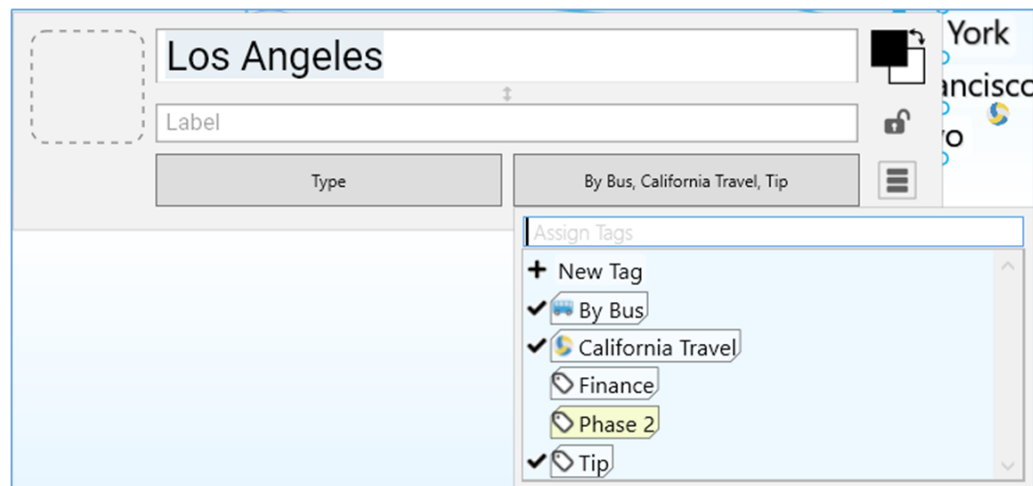 Los Angeles
York
ancisco
Label
o
Type
By Bus, California Travel, Tip
Assign Tags
New Tag
By Bus
California Travel
Finance
Phase 2
Tip